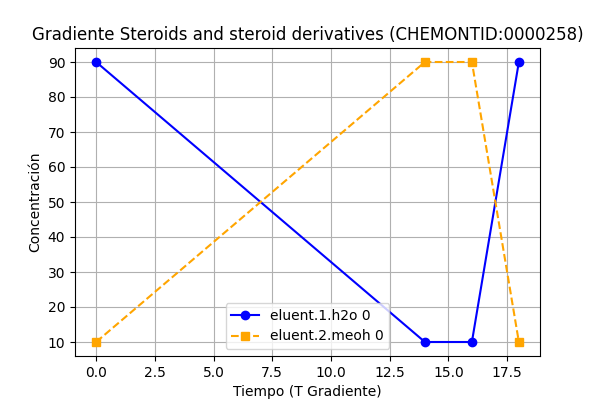 Gradiente Steroids and steroid derivatives (CHEMONTID:0000258)
Concentración
90
80
70
60
50
40
30
20
10
eluent.1.h2o 0
eluent.2.meoh 0
0.0 2.5 5.0 7.5 10.0 12.5 15.0 17.5
Tiempo (T Gradiente)